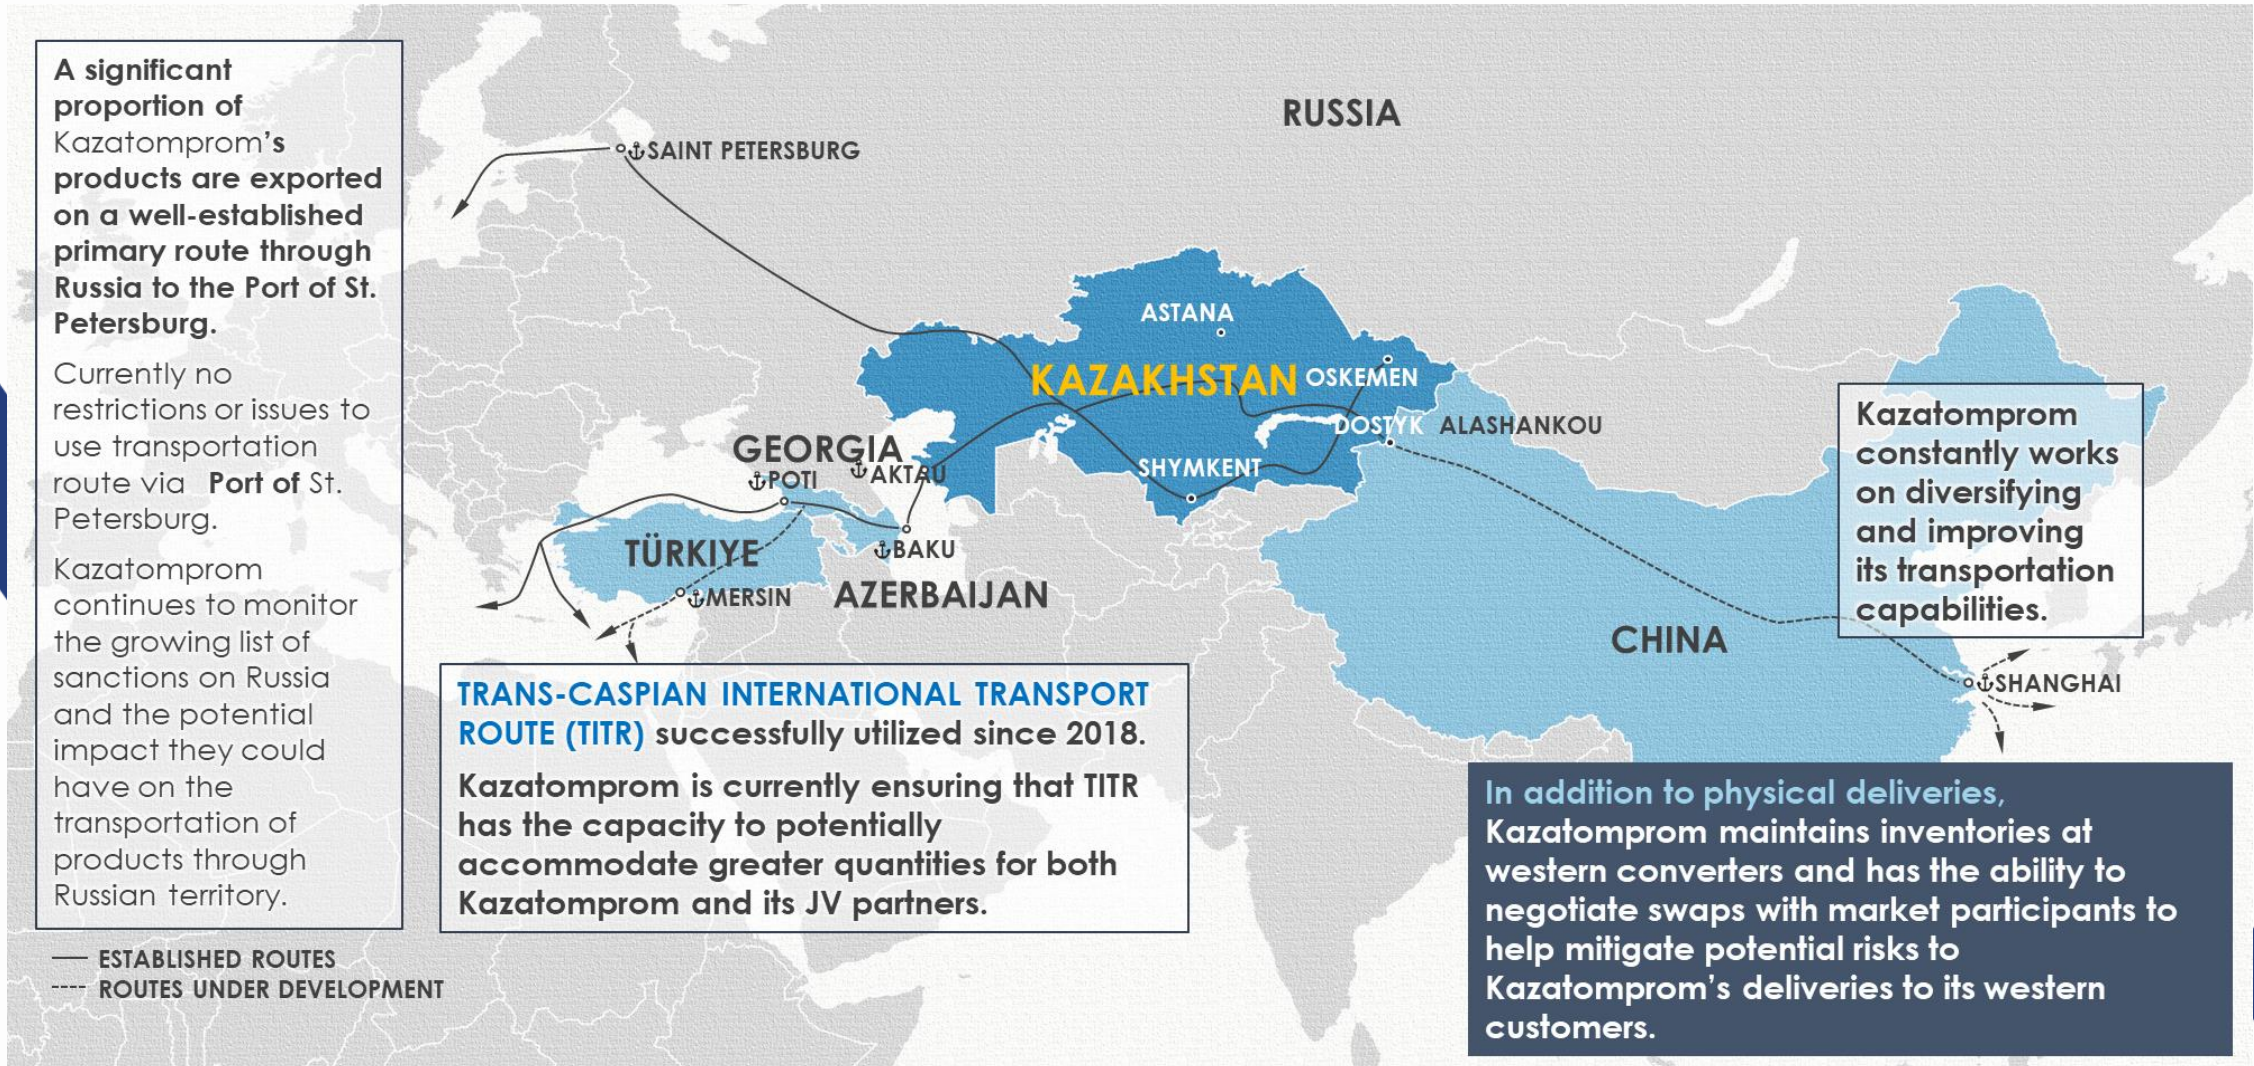 A significant
proportion of
Kazatomprom's
products are exported
on a well-established
primary route through
Russia to the Port of St.
Petersburg.
Currently no
restrictions or issues to
use transportation
route via Port of St.
Petersburg.
Kazatomprom
continues to monitor
the growing list of
sanctions on Russia
and the potential
impact they could
have on the
transportation of
products through
Russian territory.
ESTABLISHED ROUTES
ROUTES UNDER DEVELOPMENT
SAINT PETERSBURG
RUSSIA
ASTANA
KAZAKHSTAN
OSKEMEN
DOSTYK
ALASHANKOU
GEORGIA
AKTAU
POTI
SHYMKENT
TÜRKIYE
BAKU
MERSIN
AZERBAIJAN
CHINA
SHANGHAI
Kazatomprom
constantly works
on diversifying
and improving
its transportation
capabilities.
TRANS-CASPIAN INTERNATIONAL TRANSPORT
ROUTE (TITR) successfully utilized since 2018.
Kazatomprom is currently ensuring that TITR
has the capacity to potentially
accommodate greater quantities for both
Kazatomprom and its JV partners.
In addition to physical deliveries,
Kazatomprom maintains inventories at
western converters and has the ability to
negotiate swaps with market participants to
help mitigate potential risks to
Kazatomprom's deliveries to its western
customers.